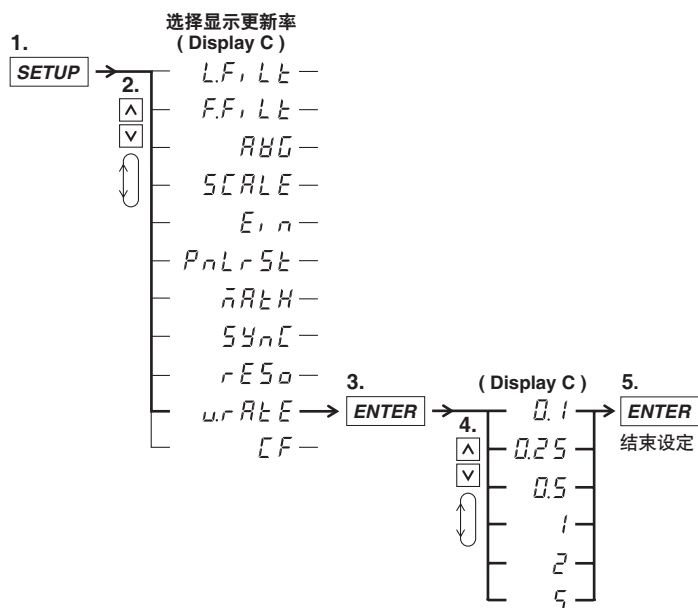 选择显示更新率
( Display C )
1.
SETUP
2.
L.FiLt
F.FiLt
AVG
SCALE
Ein
PnLrSt
MAtH
SYnC
rESo
u.rAtE
CF
3.
ENTER
( Display C )
4.
0.1
0.25
0.5
1
2
5
5.
ENTER
结束设定